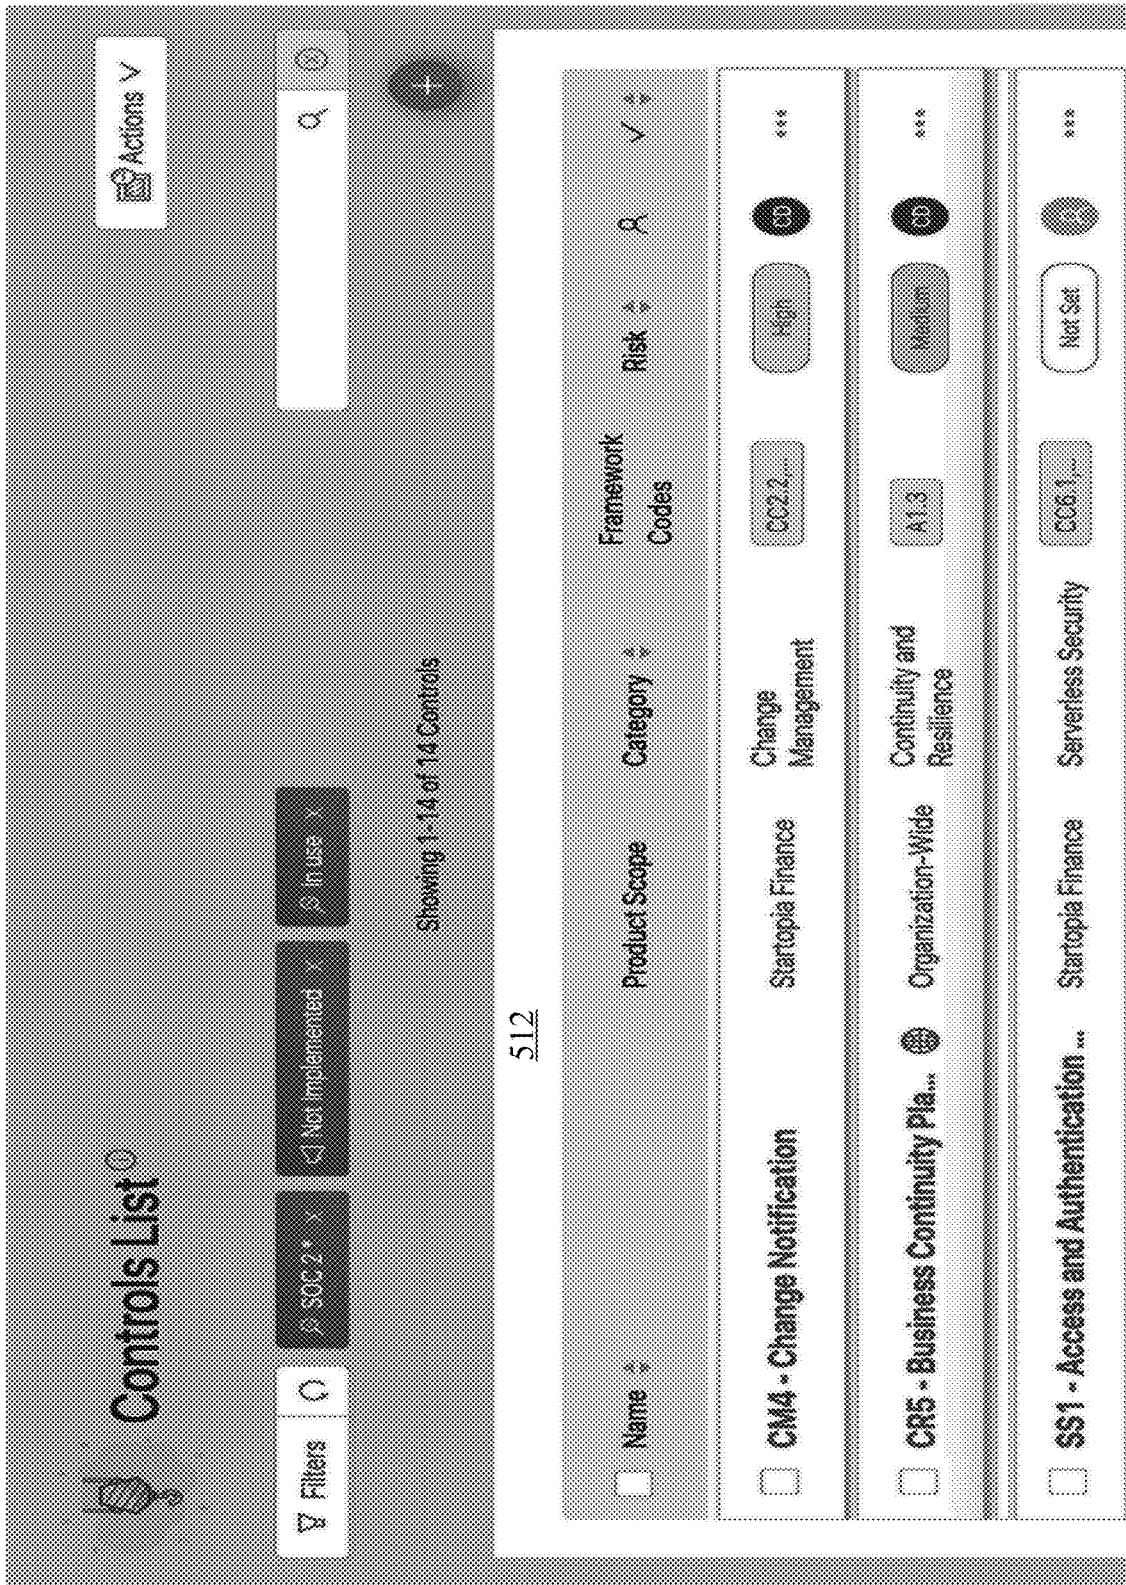 Controls List
Actions
Filters
SOC 2 *
Not Implemented
In use
Showing 1-14 of 14 Controls
512
Name
Product Scope
Category
Framework
Codes
Risk
CM4 • Change Notification
Startopia Finance
Change
Management
CC2.2,...
High
CD
...
CR5 • Business Continuity Pla...
Organization-Wide
Continuity and
Resilience
A1.3
Medium
CD
...
SS1 • Access and Authentication ...
Startopia Finance
Serverless Security
CC6.1,...
Not Set
...